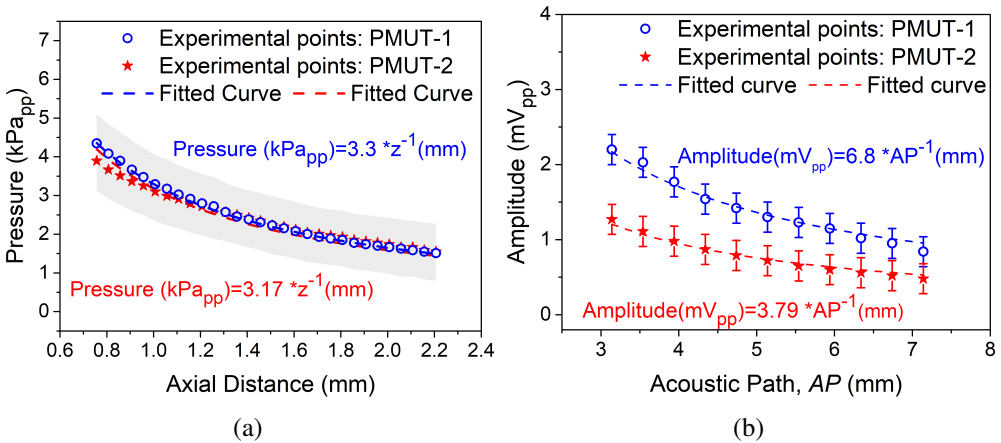 (a)
Experimental points: PMUT-1
Experimental points: PMUT-2
Fitted Curve
Fitted Curve
Pressure (kPapp)=3.3 *z-1(mm)
Pressure (kPapp)=3.17 *z-1(mm)
Pressure (kPapp)
7
6
5
4
3
2
1
0
0.6
0.8
1.0
1.2
1.4
1.6
1.8
2.0
2.2
2.4
Axial Distance (mm)
(a)
(b)
Experimental points: PMUT-1
Experimental points: PMUT-2
Fitted curve
Fitted curve
Amplitude(mVpp)=6.8 *AP-1(mm)
Amplitude(mVpp)=3.79 *AP-1(mm)
Amplitude (mVpp)
4
3
2
1
0
3
4
5
6
7
8
Acoustic Path, AP (mm)
(b)